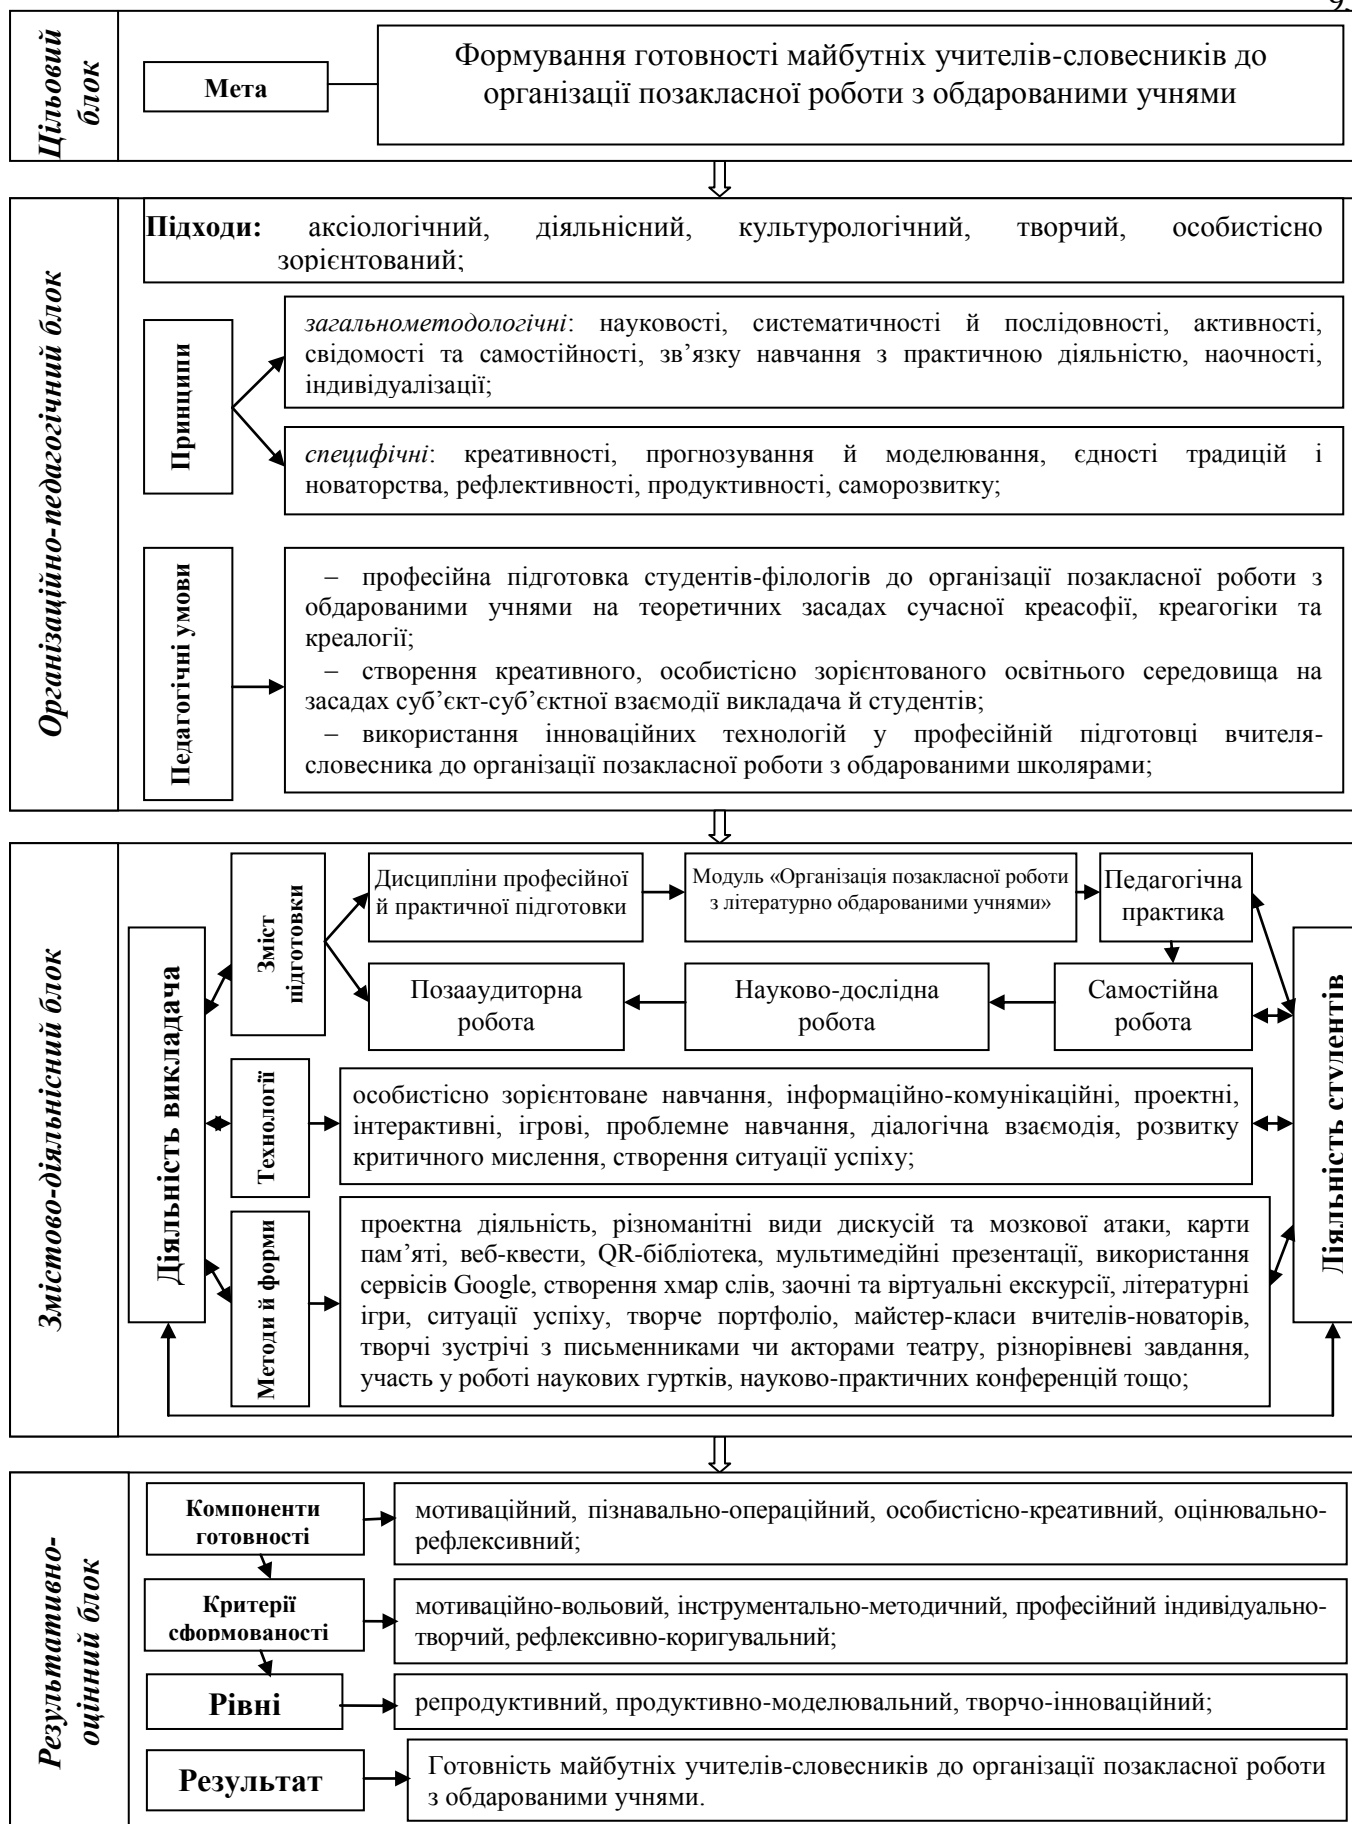 Цільовий
блок
Мета
Формування готовності майбутніх учителів-словесників до
організації позакласної роботи з обдарованими учнями
Організаційно-педагогічний блок
Підходи: аксіологічний, діяльнісний, культурологічний, творчий, особистісно
зорієнтований;
Принципи
загальнометодологічні: науковості, систематичності й послідовності, активності,
свідомості та самостійності, зв’язку навчання з практичною діяльністю, наочності,
індивідуалізації;
специфічні: креативності, прогнозування й моделювання, єдності традицій і
новаторства, рефлективності, продуктивності, саморозвитку;
Педагогічні умови
– професійна підготовка студентів-філологів до організації позакласної роботи з
обдарованими учнями на теоретичних засадах сучасної креасофії, креагогіки та
креалогії;
– створення креативного, особистісно зорієнтованого освітнього середовища на
засадах суб’єкт-суб’єктної взаємодії викладача й студентів;
– використання інноваційних технологій у професійній підготовці вчителя-
словесника до організації позакласної роботи з обдарованими школярами;
Змістово-діяльнісний блок
Діяльність викладача
Зміст
підготовки
Дисципліни професійної
й практичної підготовки
Модуль «Організація позакласної роботи
з літературно обдарованими учнями»
Педагогічна
практика
Позааудиторна
робота
Науково-дослідна
робота
Самостійна
робота
Діяльність студентів
Технології
особистісно зорієнтоване навчання, інформаційно-комунікаційні, проектні,
інтерактивні, ігрові, проблемне навчання, діалогічна взаємодія, розвитку
критичного мислення, створення ситуації успіху;
Методи й форми
проектна діяльність, різноманітні види дискусій та мозкової атаки, карти
пам’яті, веб-квести, QR-бібліотека, мультимедійні презентації, використання
сервісів Google, створення хмар слів, заочні та віртуальні екскурсії, літературні
ігри, ситуації успіху, творче портфоліо, майстер-класи вчителів-новаторів,
творчі зустрічі з письменниками чи акторами театру, різнорівневі завдання,
участь у роботі наукових гуртків, науково-практичних конференцій тощо;
Результативно-
оцінний блок
Компоненти
готовності
мотиваційний, пізнавально-операційний, особистісно-креативний, оцінювально-
рефлексивний;
Критерії
сформованості
мотиваційно-вольовий, інструментально-методичний, професійний індивідуально-
творчий, рефлексивно-коригувальний;
Рівні
репродуктивний, продуктивно-моделювальний, творчо-інноваційний;
Результат
Готовність майбутніх учителів-словесників до організації позакласної роботи
з обдарованими учнями.